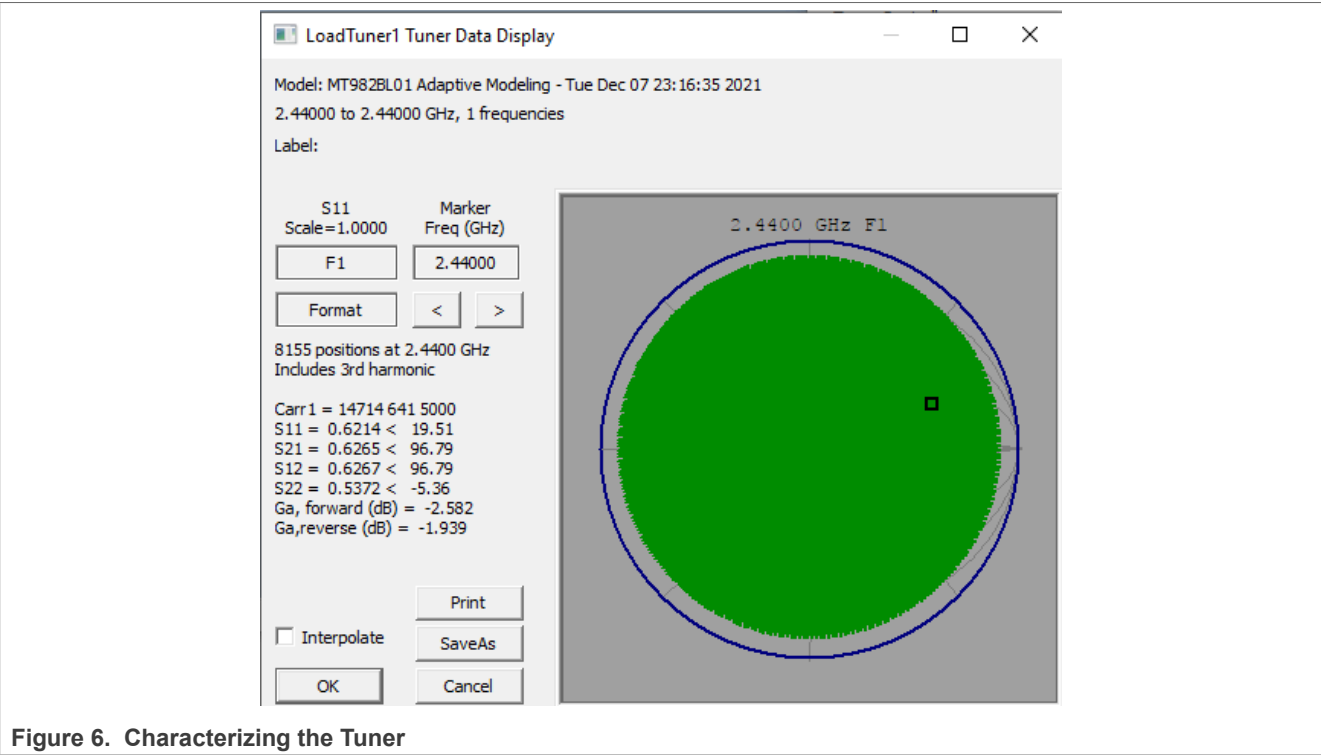 LoadTuner1 Tuner Data Display
Model: MT982BL01 Adaptive Modeling - Tue Dec 07 23:16:35 2021
2.44000 to 2.44000 GHz, 1 frequencies
Label:
S11 Marker
Scale=1.0000 Freq (GHz)
F1 2.44000
Format < >
8155 positions at 2.4400 GHz
Includes 3rd harmonic
Carr1 = 14714 641 5000
S11 = 0.6214 < 19.51
S21 = 0.6265 < 96.79
S12 = 0.6267 < 96.79
S22 = 0.5372 < -5.36
Ga, forward (dB) = -2.582
Ga,reverse (dB) = -1.939
Print
Interpolate SaveAs
OK Cancel
2.4400 GHz F1
Figure 6. Characterizing the Tuner